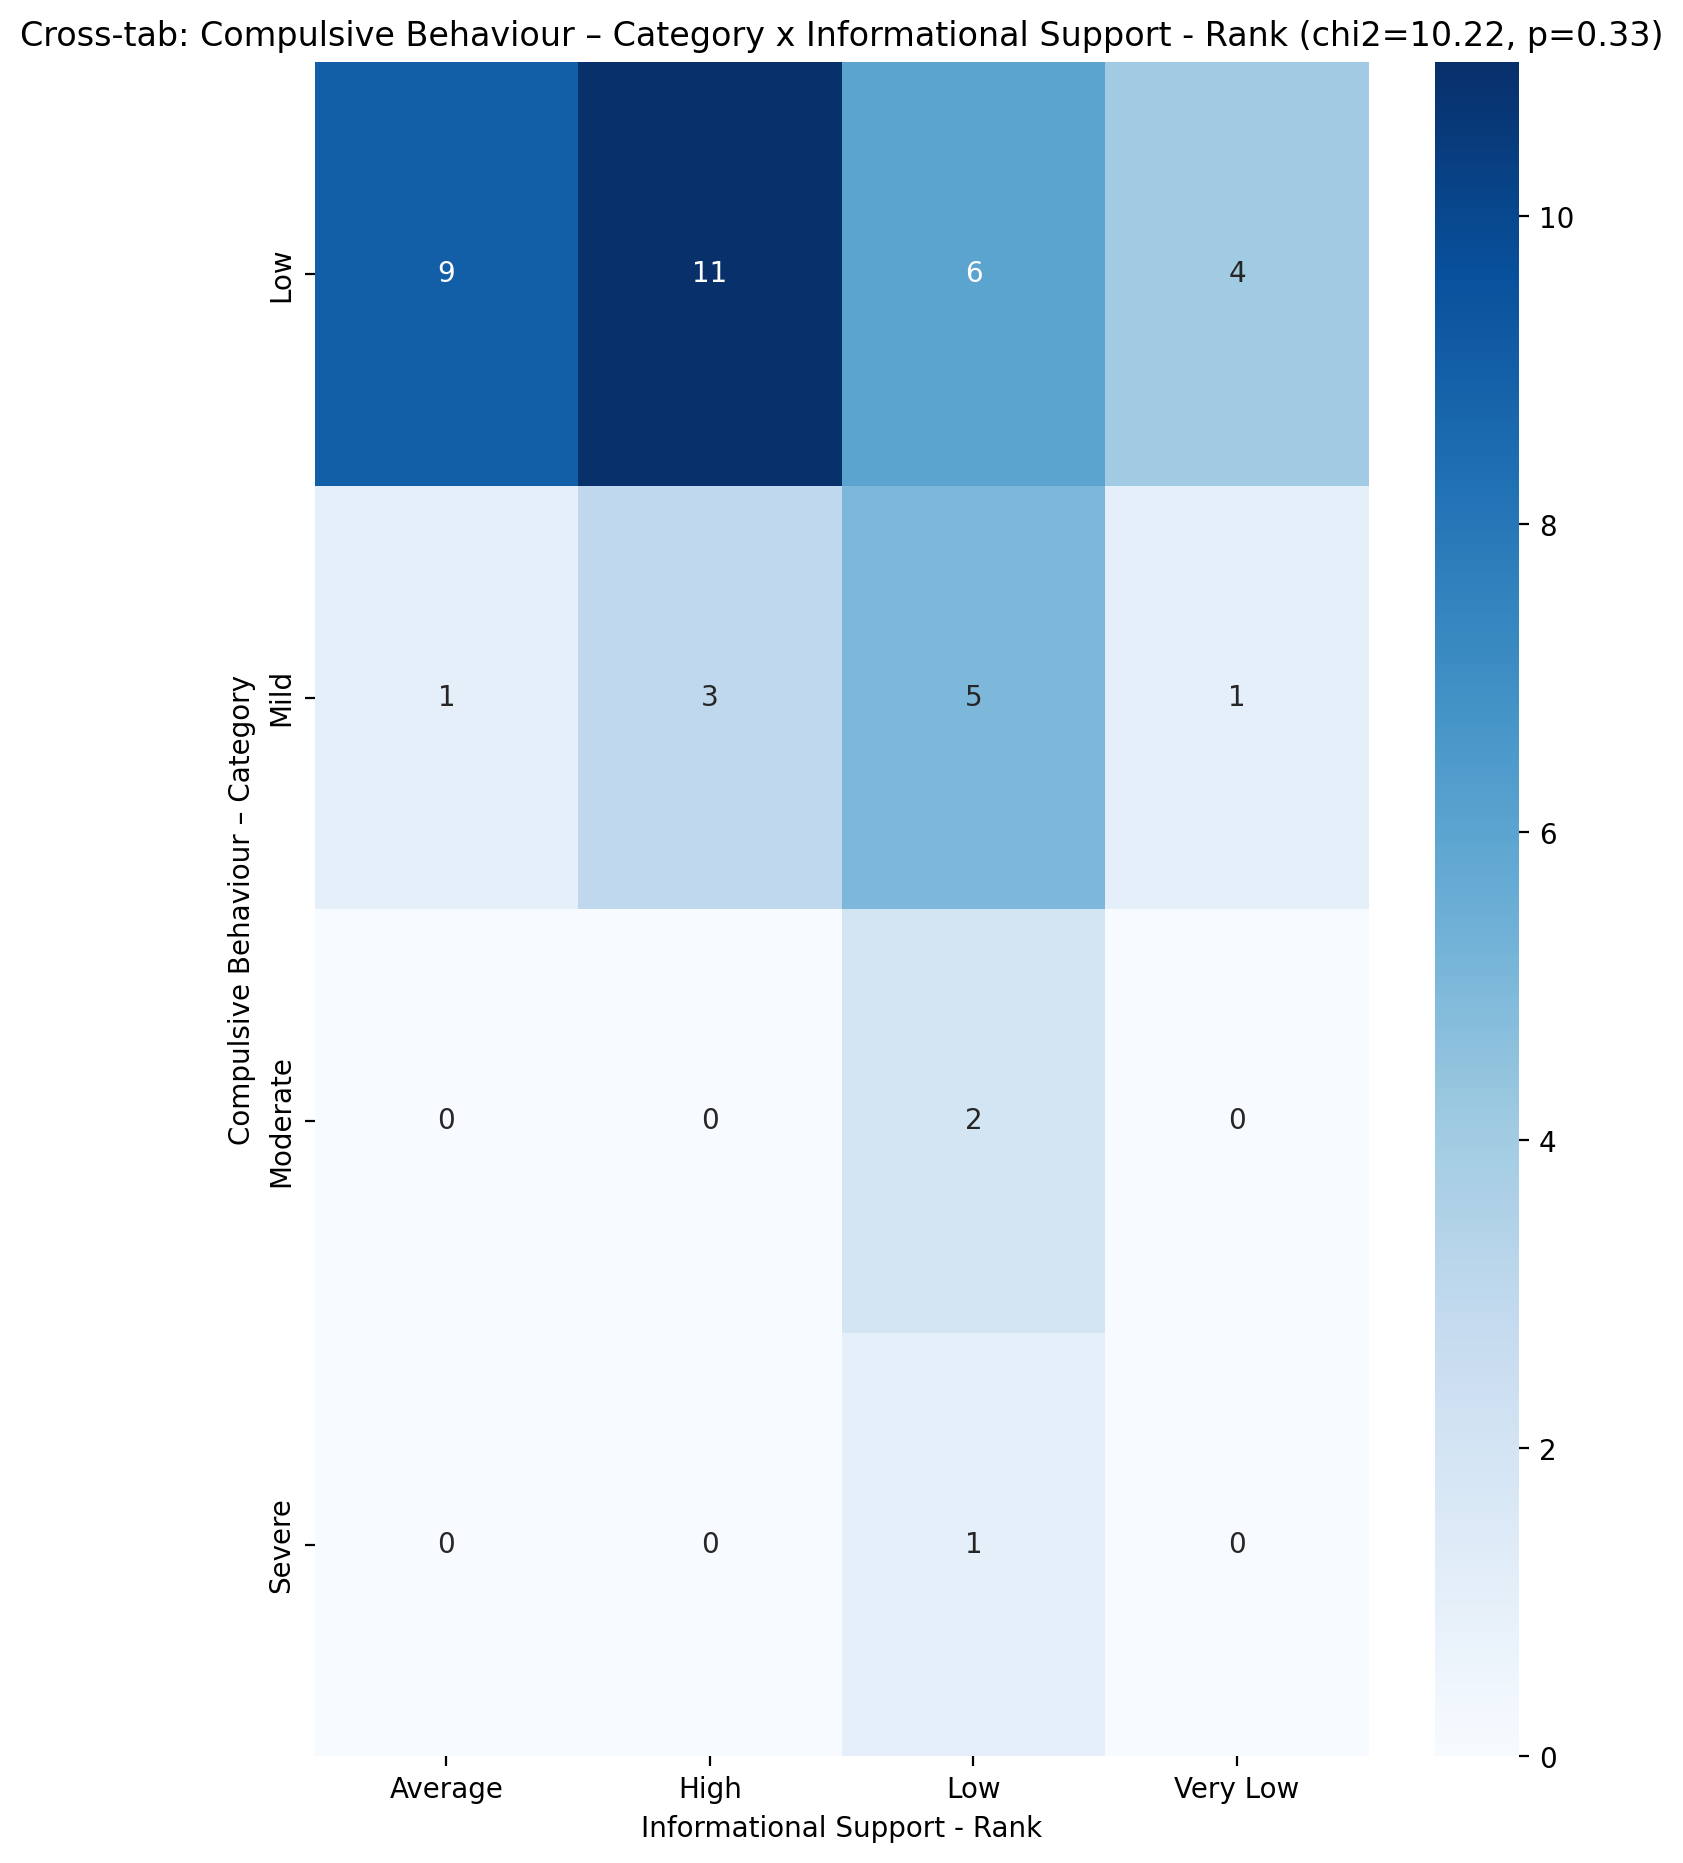 Cross-tab: Compulsive Behaviour – Category x Informational Support - Rank (chi2=10.22, p=0.33)
Compulsive Behaviour – Category
Low
9 11 6 4
Mild
1 3 5 1
Moderate
0 0 2 0
Severe
0 0 1 0
Average High Low Very Low
Informational Support - Rank
10
8
6
4
2
0